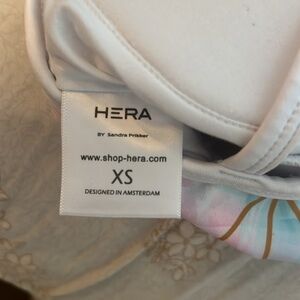 HERA
BY Sandra Prikker
www.shop-hera.com
XS
DESIGNED IN AMSTERDAM